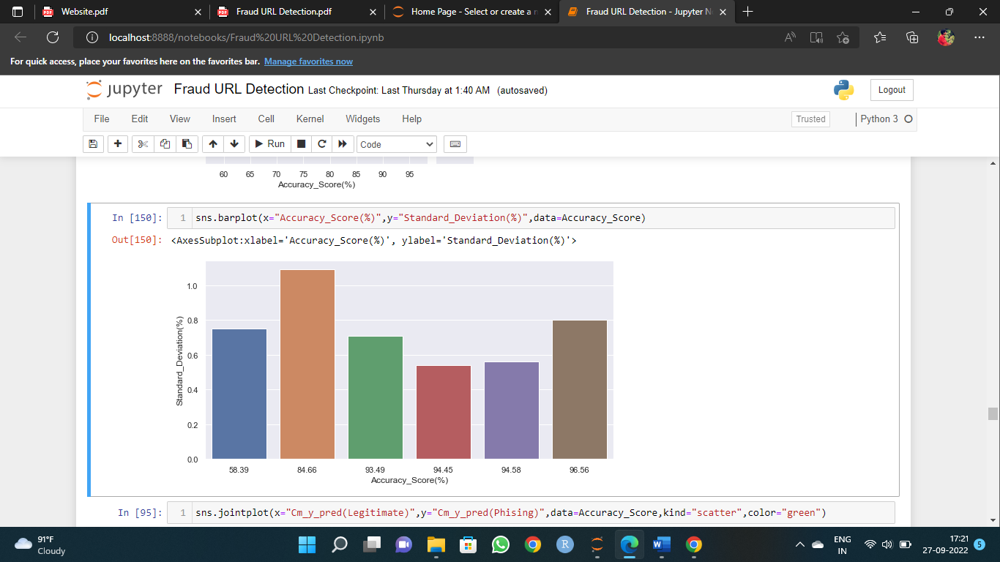 Website.pdf
Fraud URL Detection.pdf
Home Page - Select or create a n
Fraud URL Detection - Jupyter N
localhost:8888/notebooks/Fraud%20URL%20Detection.ipynb
For quick access, place your favorites here on the favorites bar. Manage favorites now
jupyter Fraud URL Detection Last Checkpoint: Last Thursday at 1:40 AM (autosaved)
Logout
File Edit View Insert Cell Kernel Widgets Help
Trusted
Python 3
Run
Code
60 65 70 75 80 85 90 95
Accuracy_Score(%)
In [150]: 1 sns.barplot(x="Accuracy_Score(%)",y="Standard_Deviation(%)",data=Accuracy_Score)
Out[150]: <AxesSubplot:xlabel='Accuracy_Score(%)', ylabel='Standard_Deviation(%)'>
1.0
0.8
0.6
0.4
0.2
0.0
Standard_Deviation(%)
58.39 84.66 93.49 94.45 94.58 96.56
Accuracy_Score(%)
In [95]: 1 sns.jointplot(x="Cm_y_pred(Legitimate)",y="Cm_y_pred(Phising)",data=Accuracy_Score,kind="scatter",color="green")
91°F
Cloudy
ENG
IN
17:21
27-09-2022
5